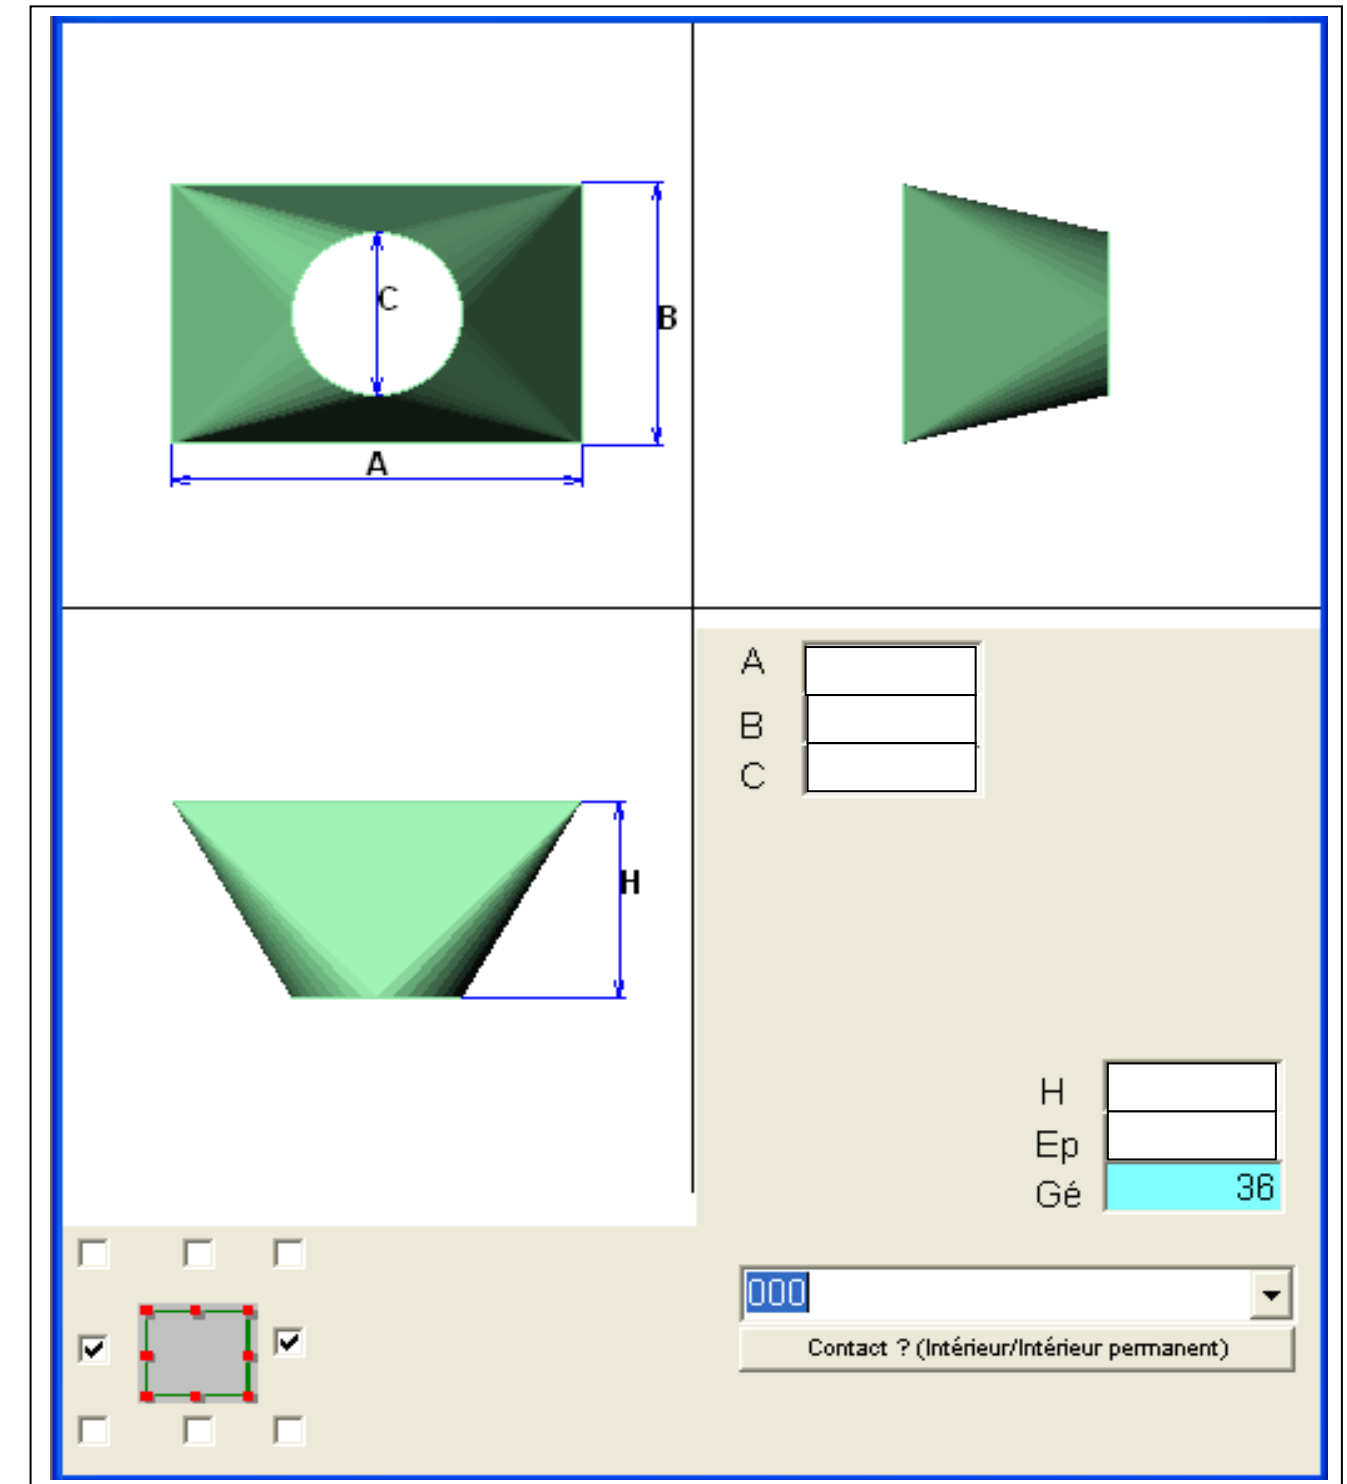 C
B
A
H
A
B
C
H
Ep
Gé 36
000
Contact ? (Intérieur/Intérieur permanent)